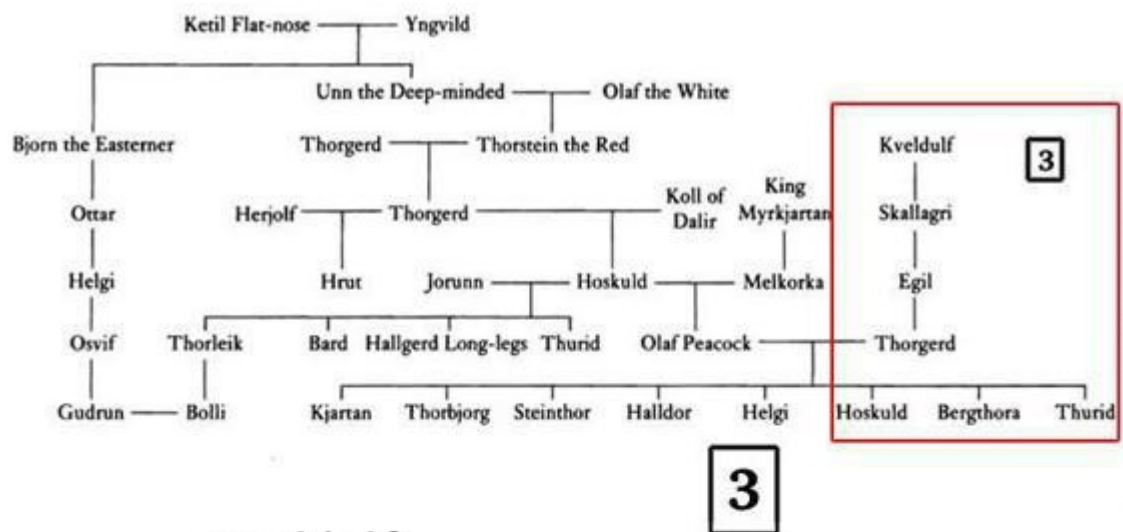 Ketil Flat-nose Yngvild
Unn the Deep-minded Olaf the White
Bjorn the Easterner Thorgerd Thorstein the Red Kveldulf 3
Ottar Herjolf Thorgerd Koll of Dalir King Myrkjartan Skallagri
Helgi Hrut Jorunn Hoskuld Melkorka Egil
Osvif Thorleik Bard Hallgerd Long-legs Thurid Olaf Peacock Thorgerd
Gudrun Bolli Kjartan Thorbjorg Steinthor Halldor Helgi Hoskuld Bergthora Thurid
3